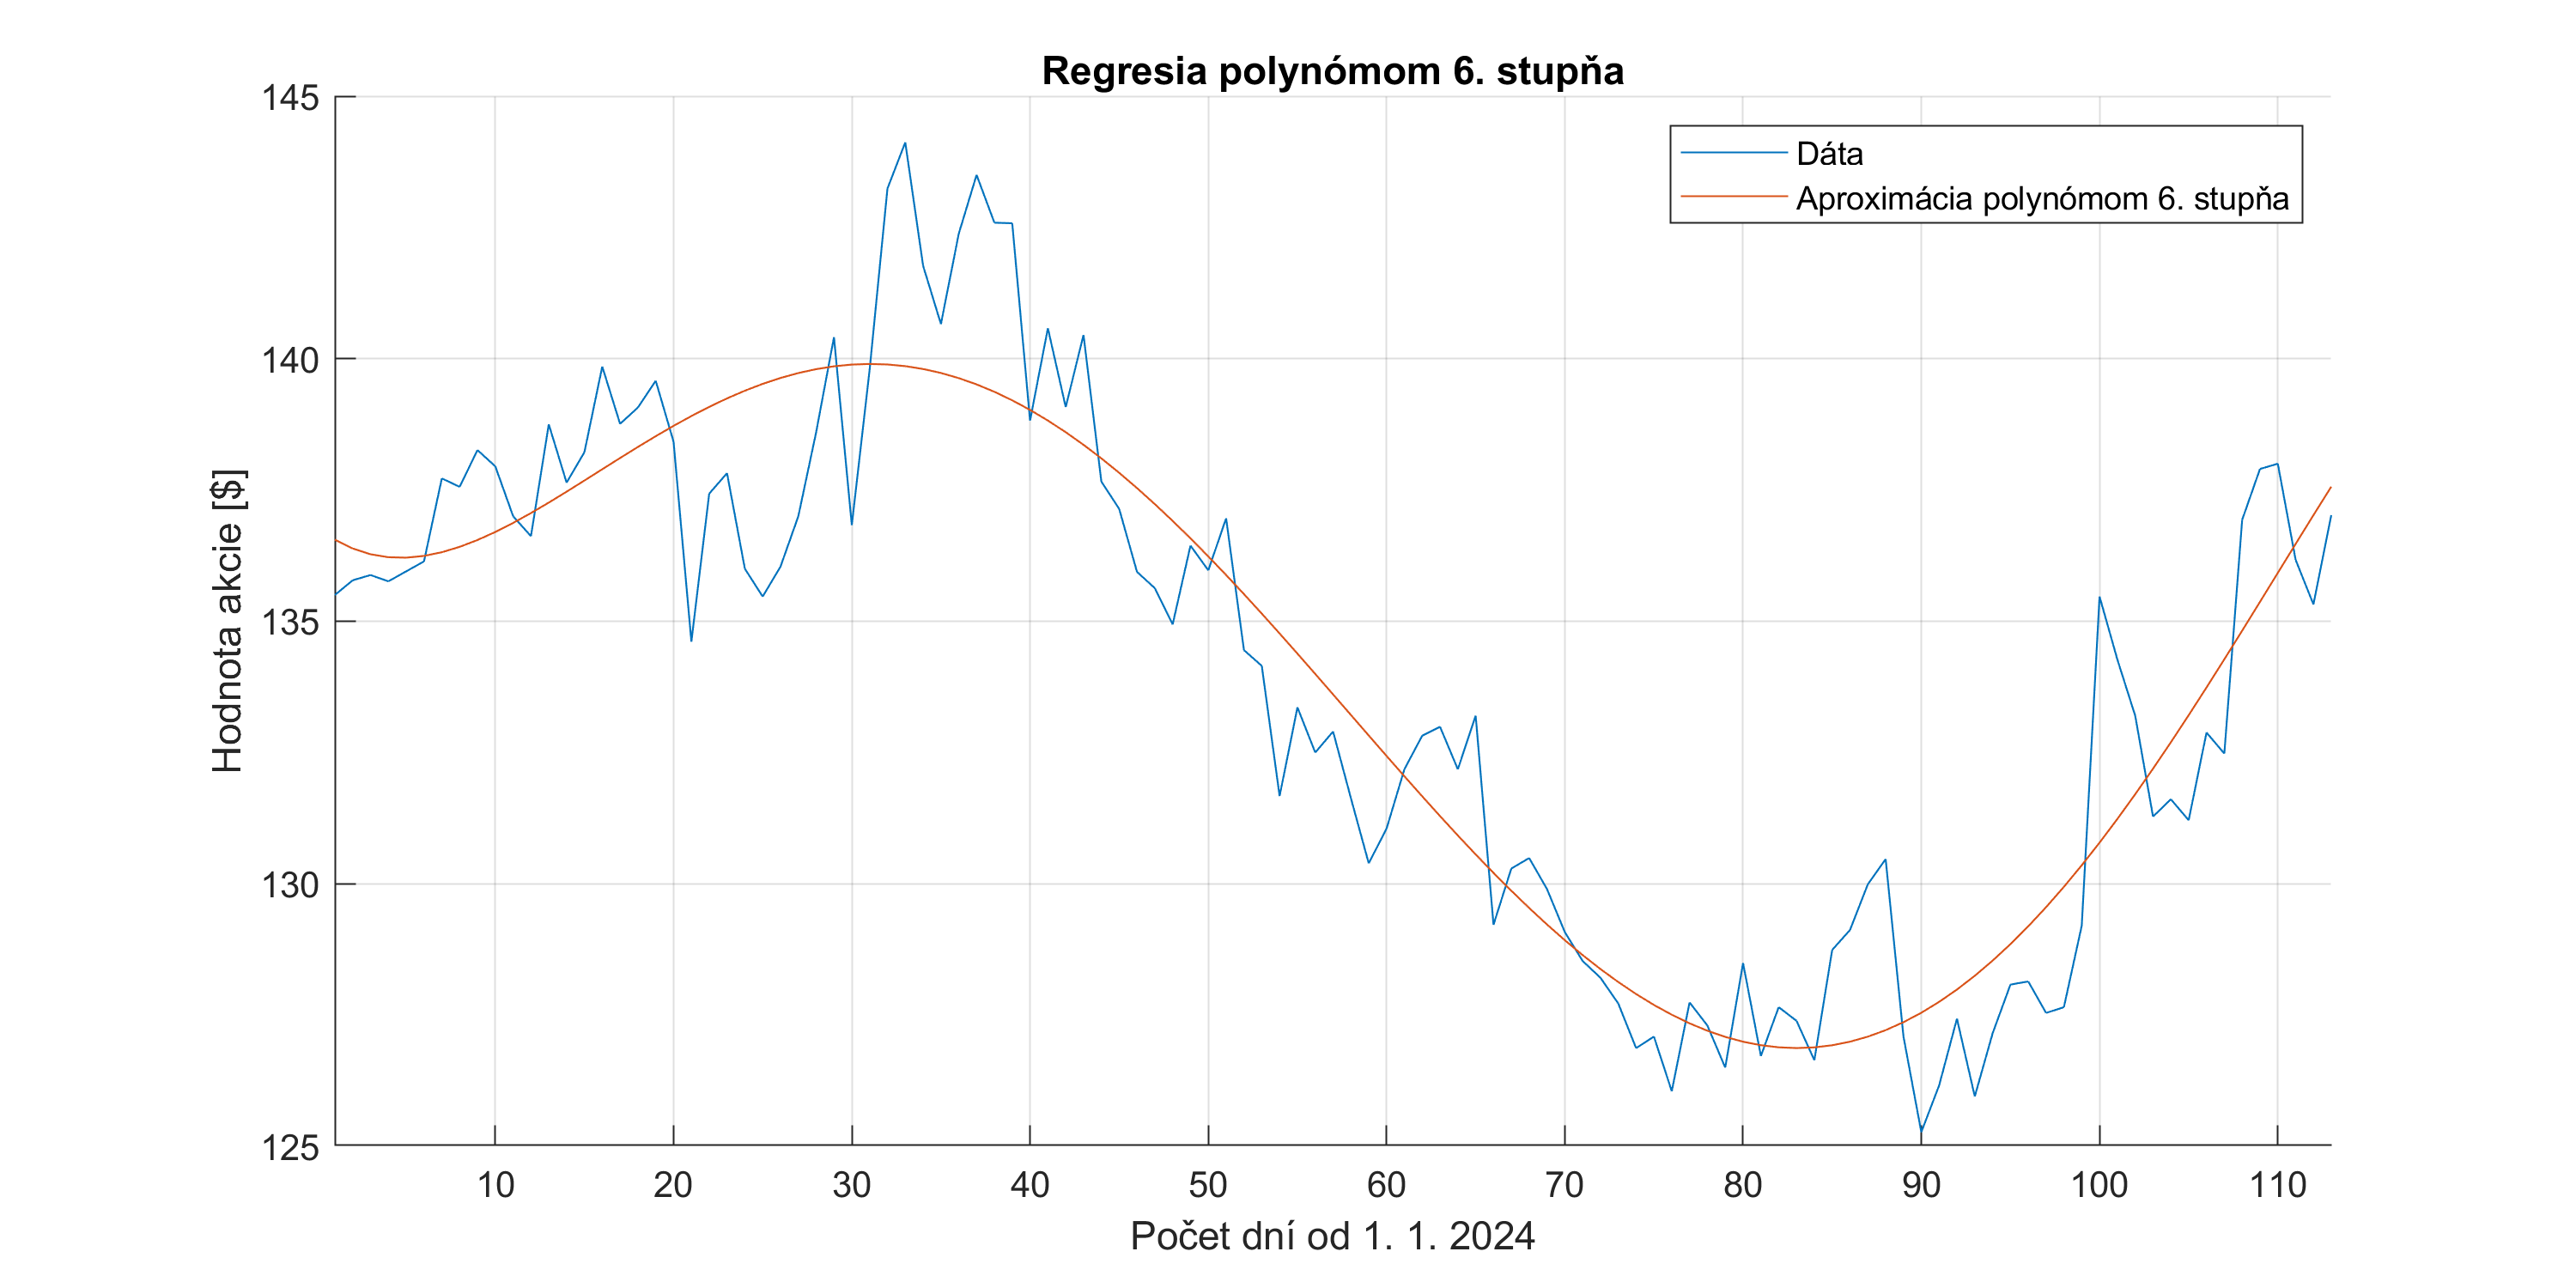 Regresia polynómom 6. stupňa
Dáta
Aproximácia polynómom 6. stupňa
Hodnota akcie [$]
145
140
135
130
125
10 20 30 40 50 60 70 80 90 100 110
Počet dní od 1. 1. 2024